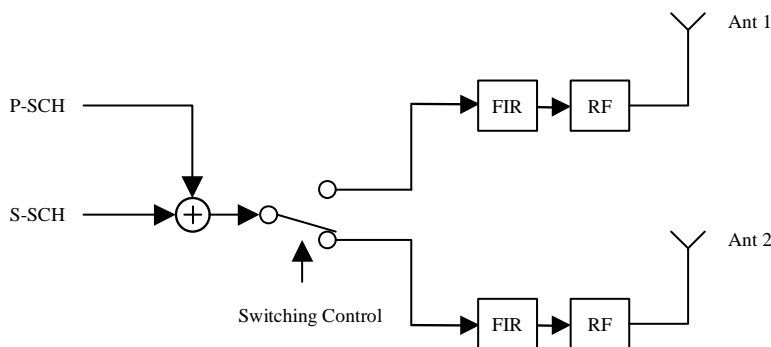 Ant 1
P-SCH
FIR
RF
S-SCH
Ant 2
Switching Control
FIR
RF